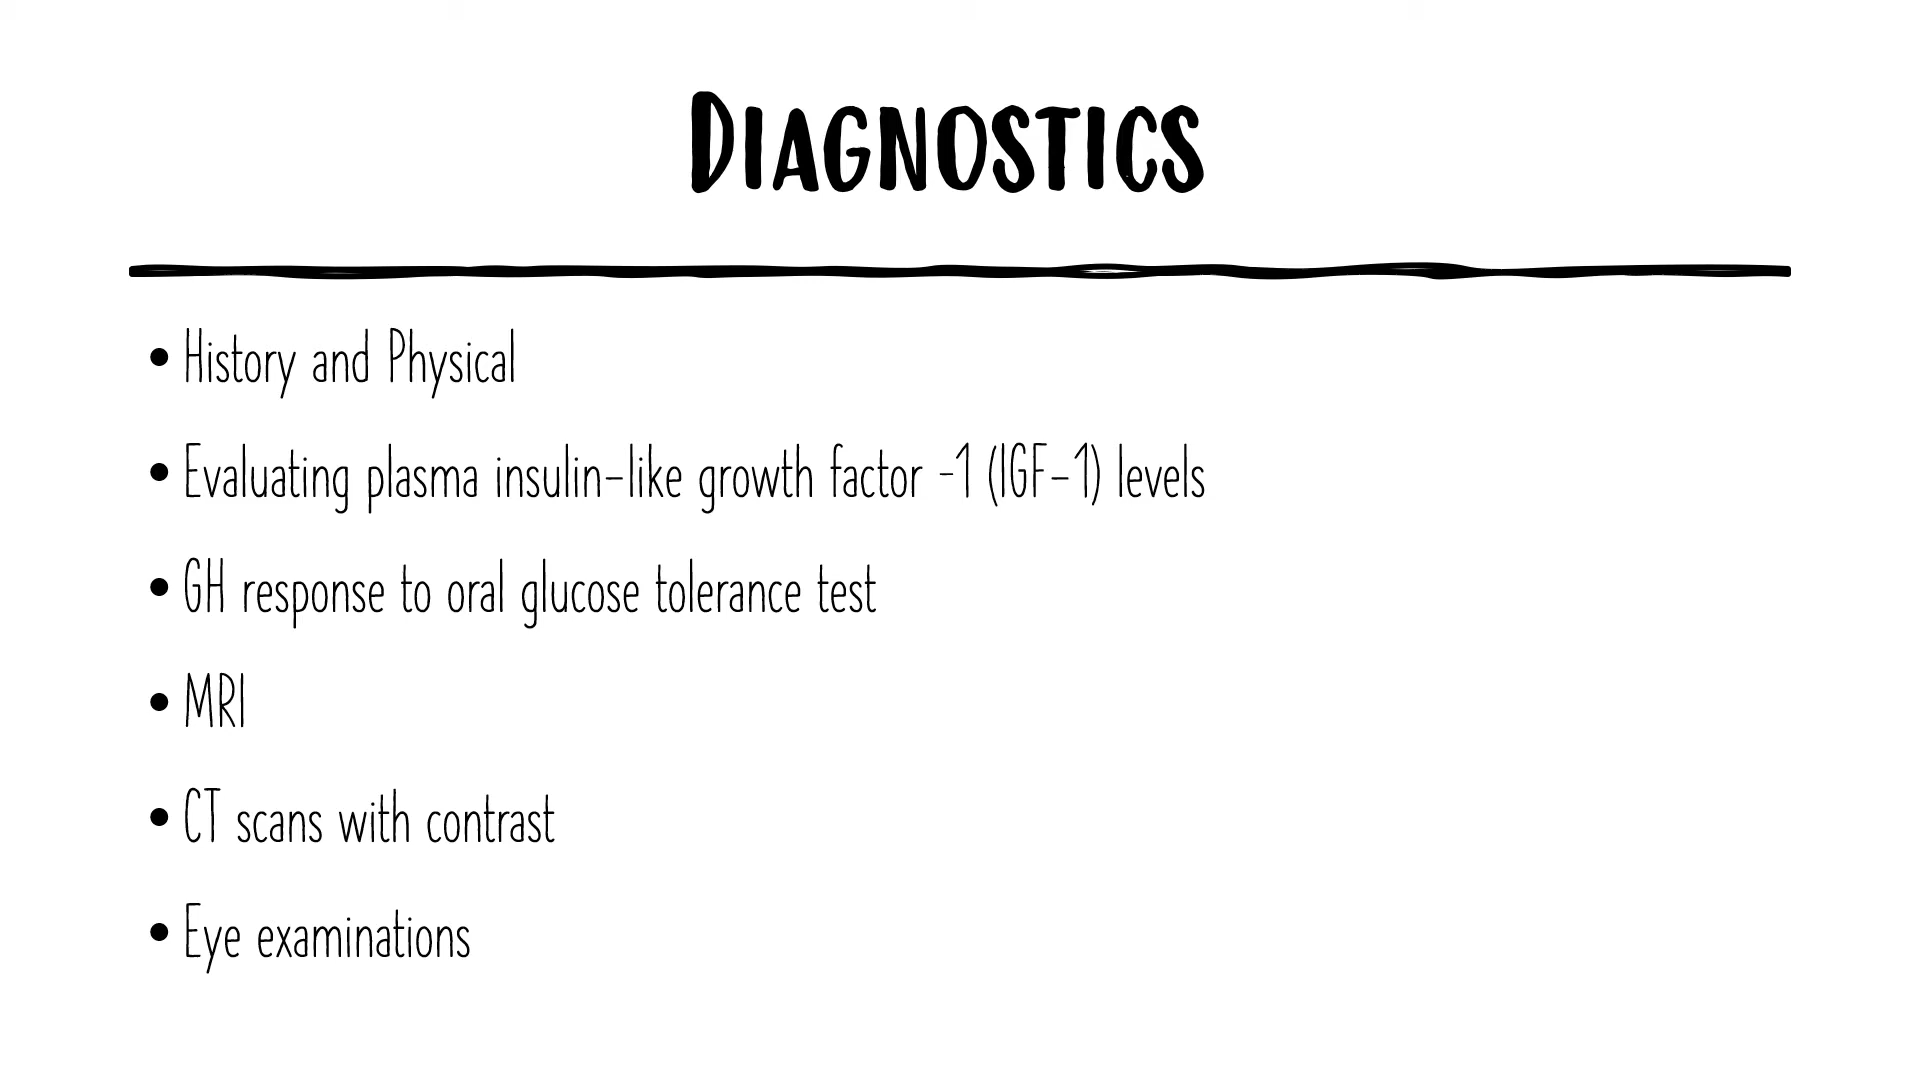 DIAGNOSTICS
• History and Physical
• Evaluating plasma insulin-like growth factor -1 (IGF-1) levels
• GH response to oral glucose tolerance test
• MRI
• CT scans with contrast
• Eye examinations